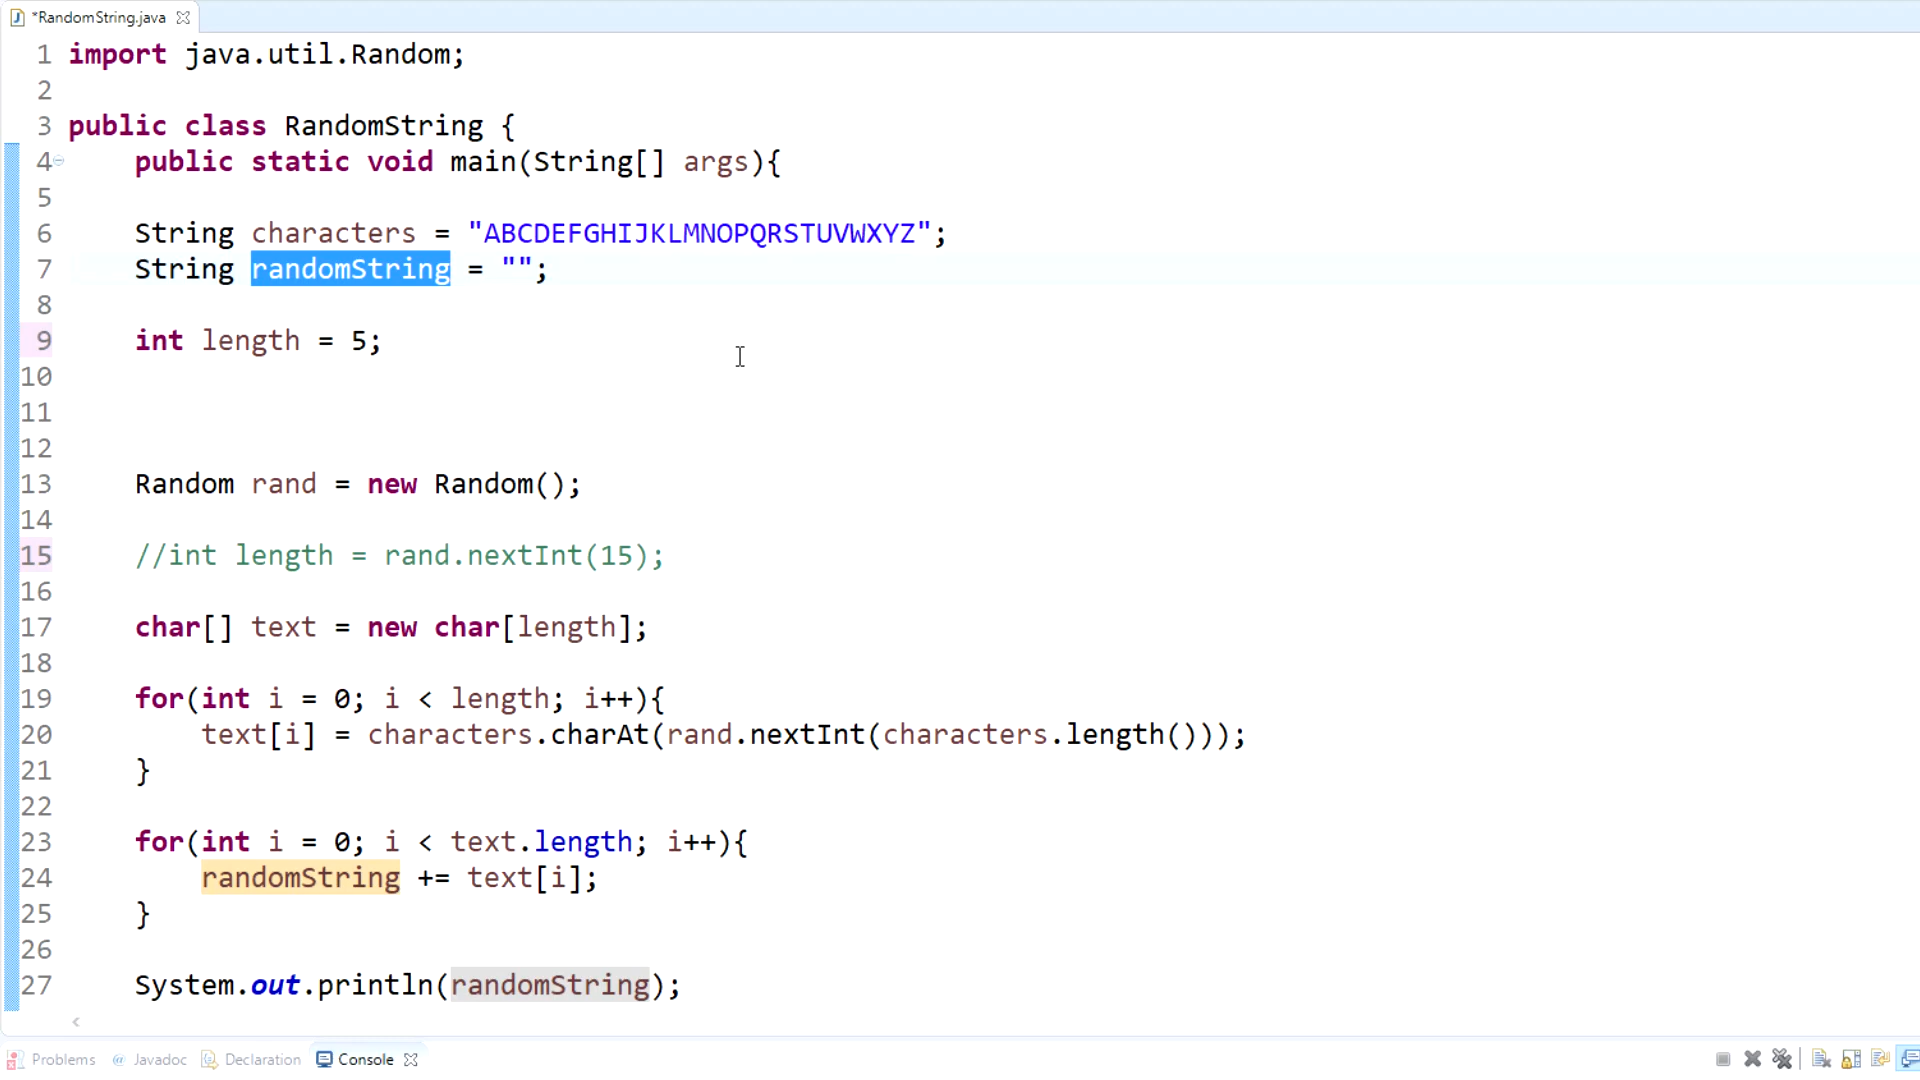 *RandomString.java
1 import java.util.Random;
2
3 public class RandomString {
4 public static void main(String[] args){
5
6 String characters = "ABCDEFGHIJKLMNOPQRSTUVWXYZ";
7 String randomString = "";
8
9 int length = 5;
10
11
12
13 Random rand = new Random();
14
15 //int length = rand.nextInt(15);
16
17 char[] text = new char[length];
18
19 for(int i = 0; i < length; i++){
20 text[i] = characters.charAt(rand.nextInt(characters.length()));
21 }
22
23 for(int i = 0; i < text.length; i++){
24 randomString += text[i];
25 }
26
27 System.out.println(randomString);
Problems @ Javadoc Declaration Console